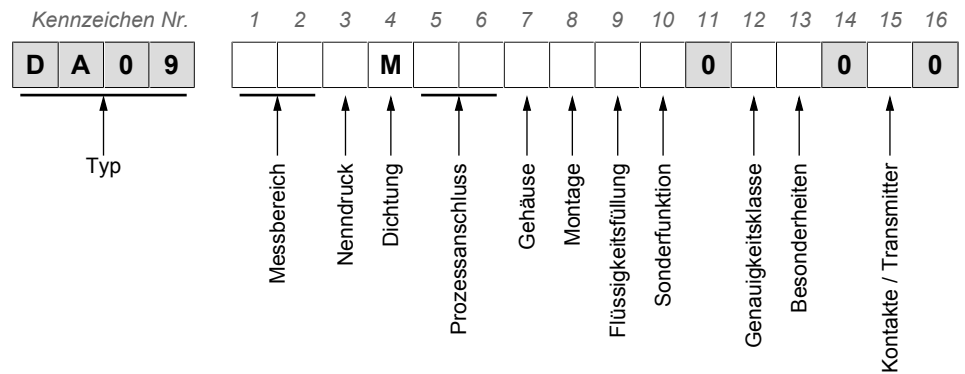 Kennzeichen Nr. 1 2 3 4 5 6 7 8 9 10 11 12 13 14 15 16
D A 0 9 M 0 0 0
Typ
Messbereich
Nenndruck
Dichtung
Prozessanschluss
Gehäuse
Montage
Flüssigkeitsfüllung
Sonderfunktion
Genauigkeitsklasse
Besonderheiten
Kontakte / Transmitter